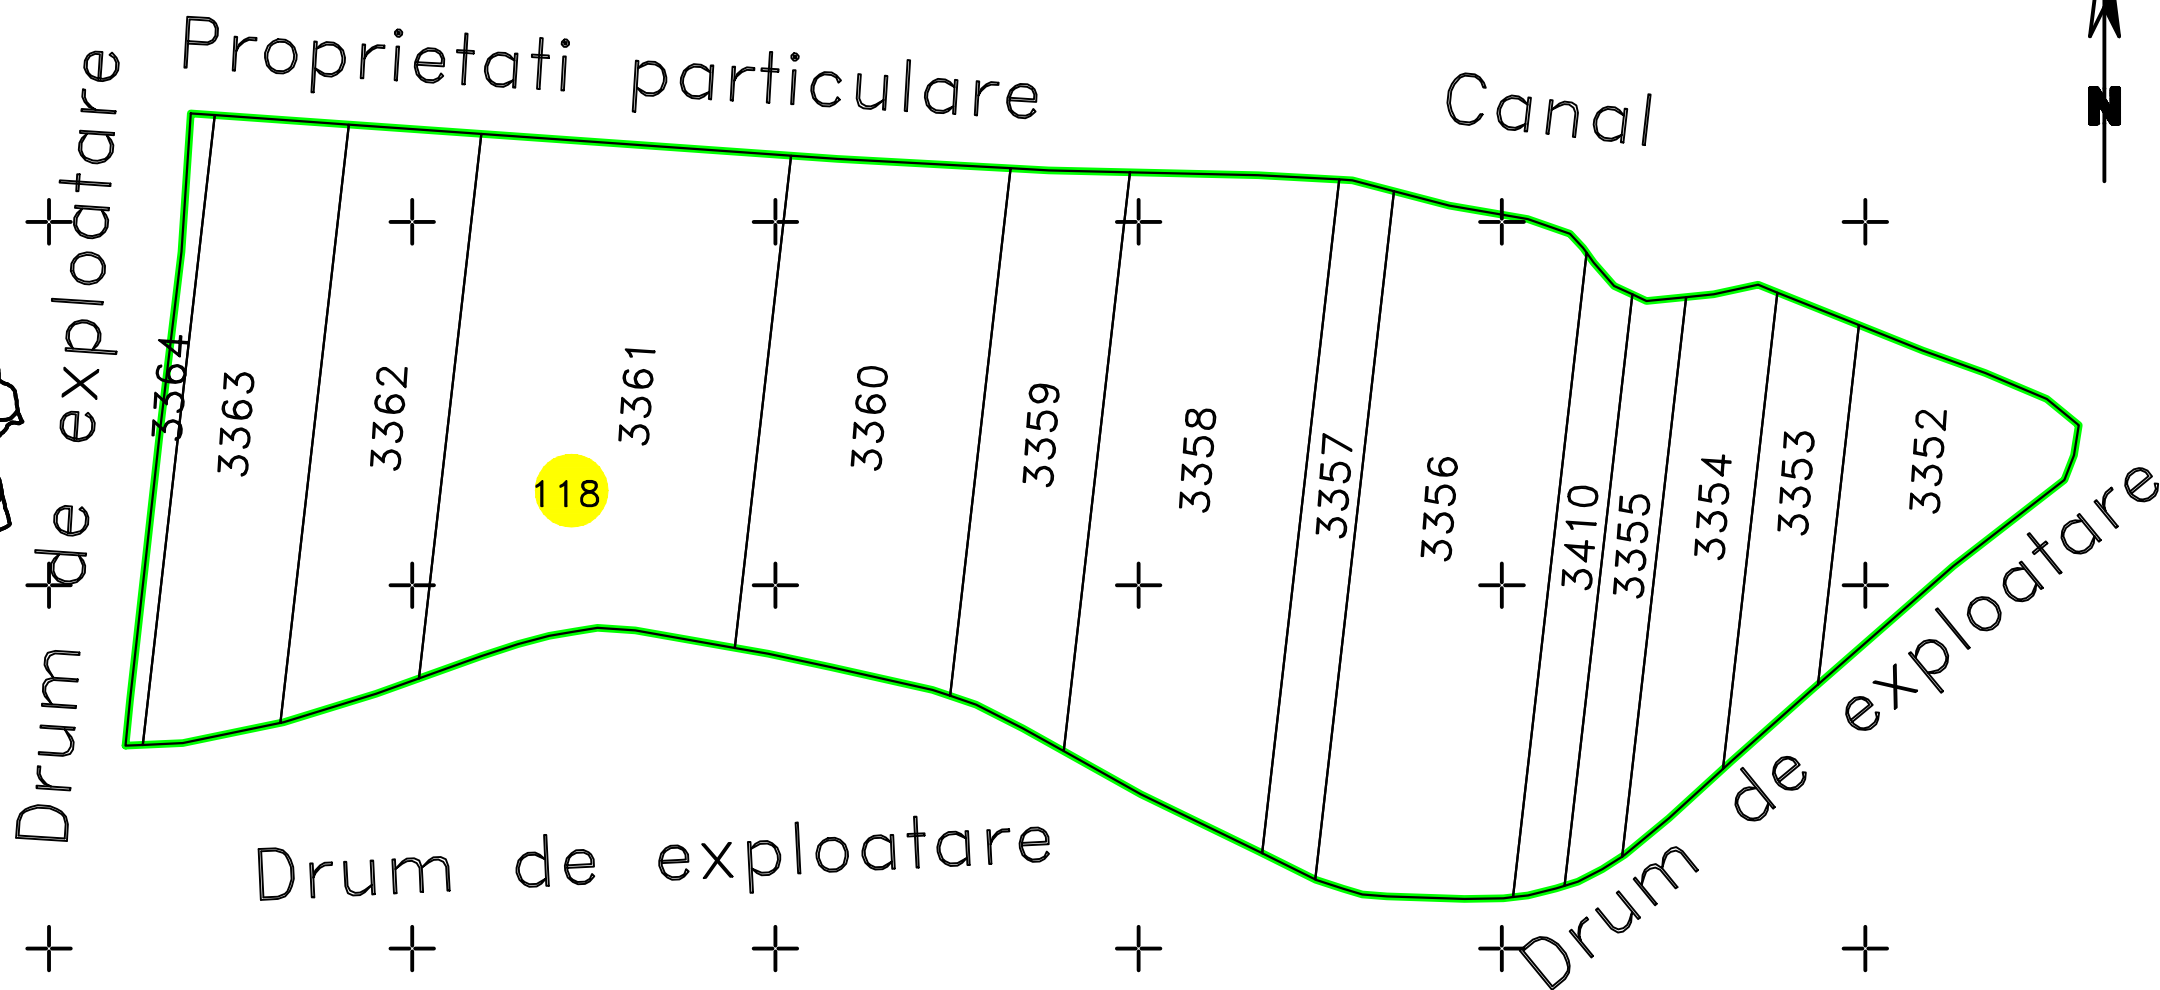 Proprietati particulare
Canal
N
Drum de exploatare
3364
3363
3362
3361
3360
3359
3358
3357
3356
3410
3355
3354
3353
3352
118
Drum de exploatare
Drum de exploatare